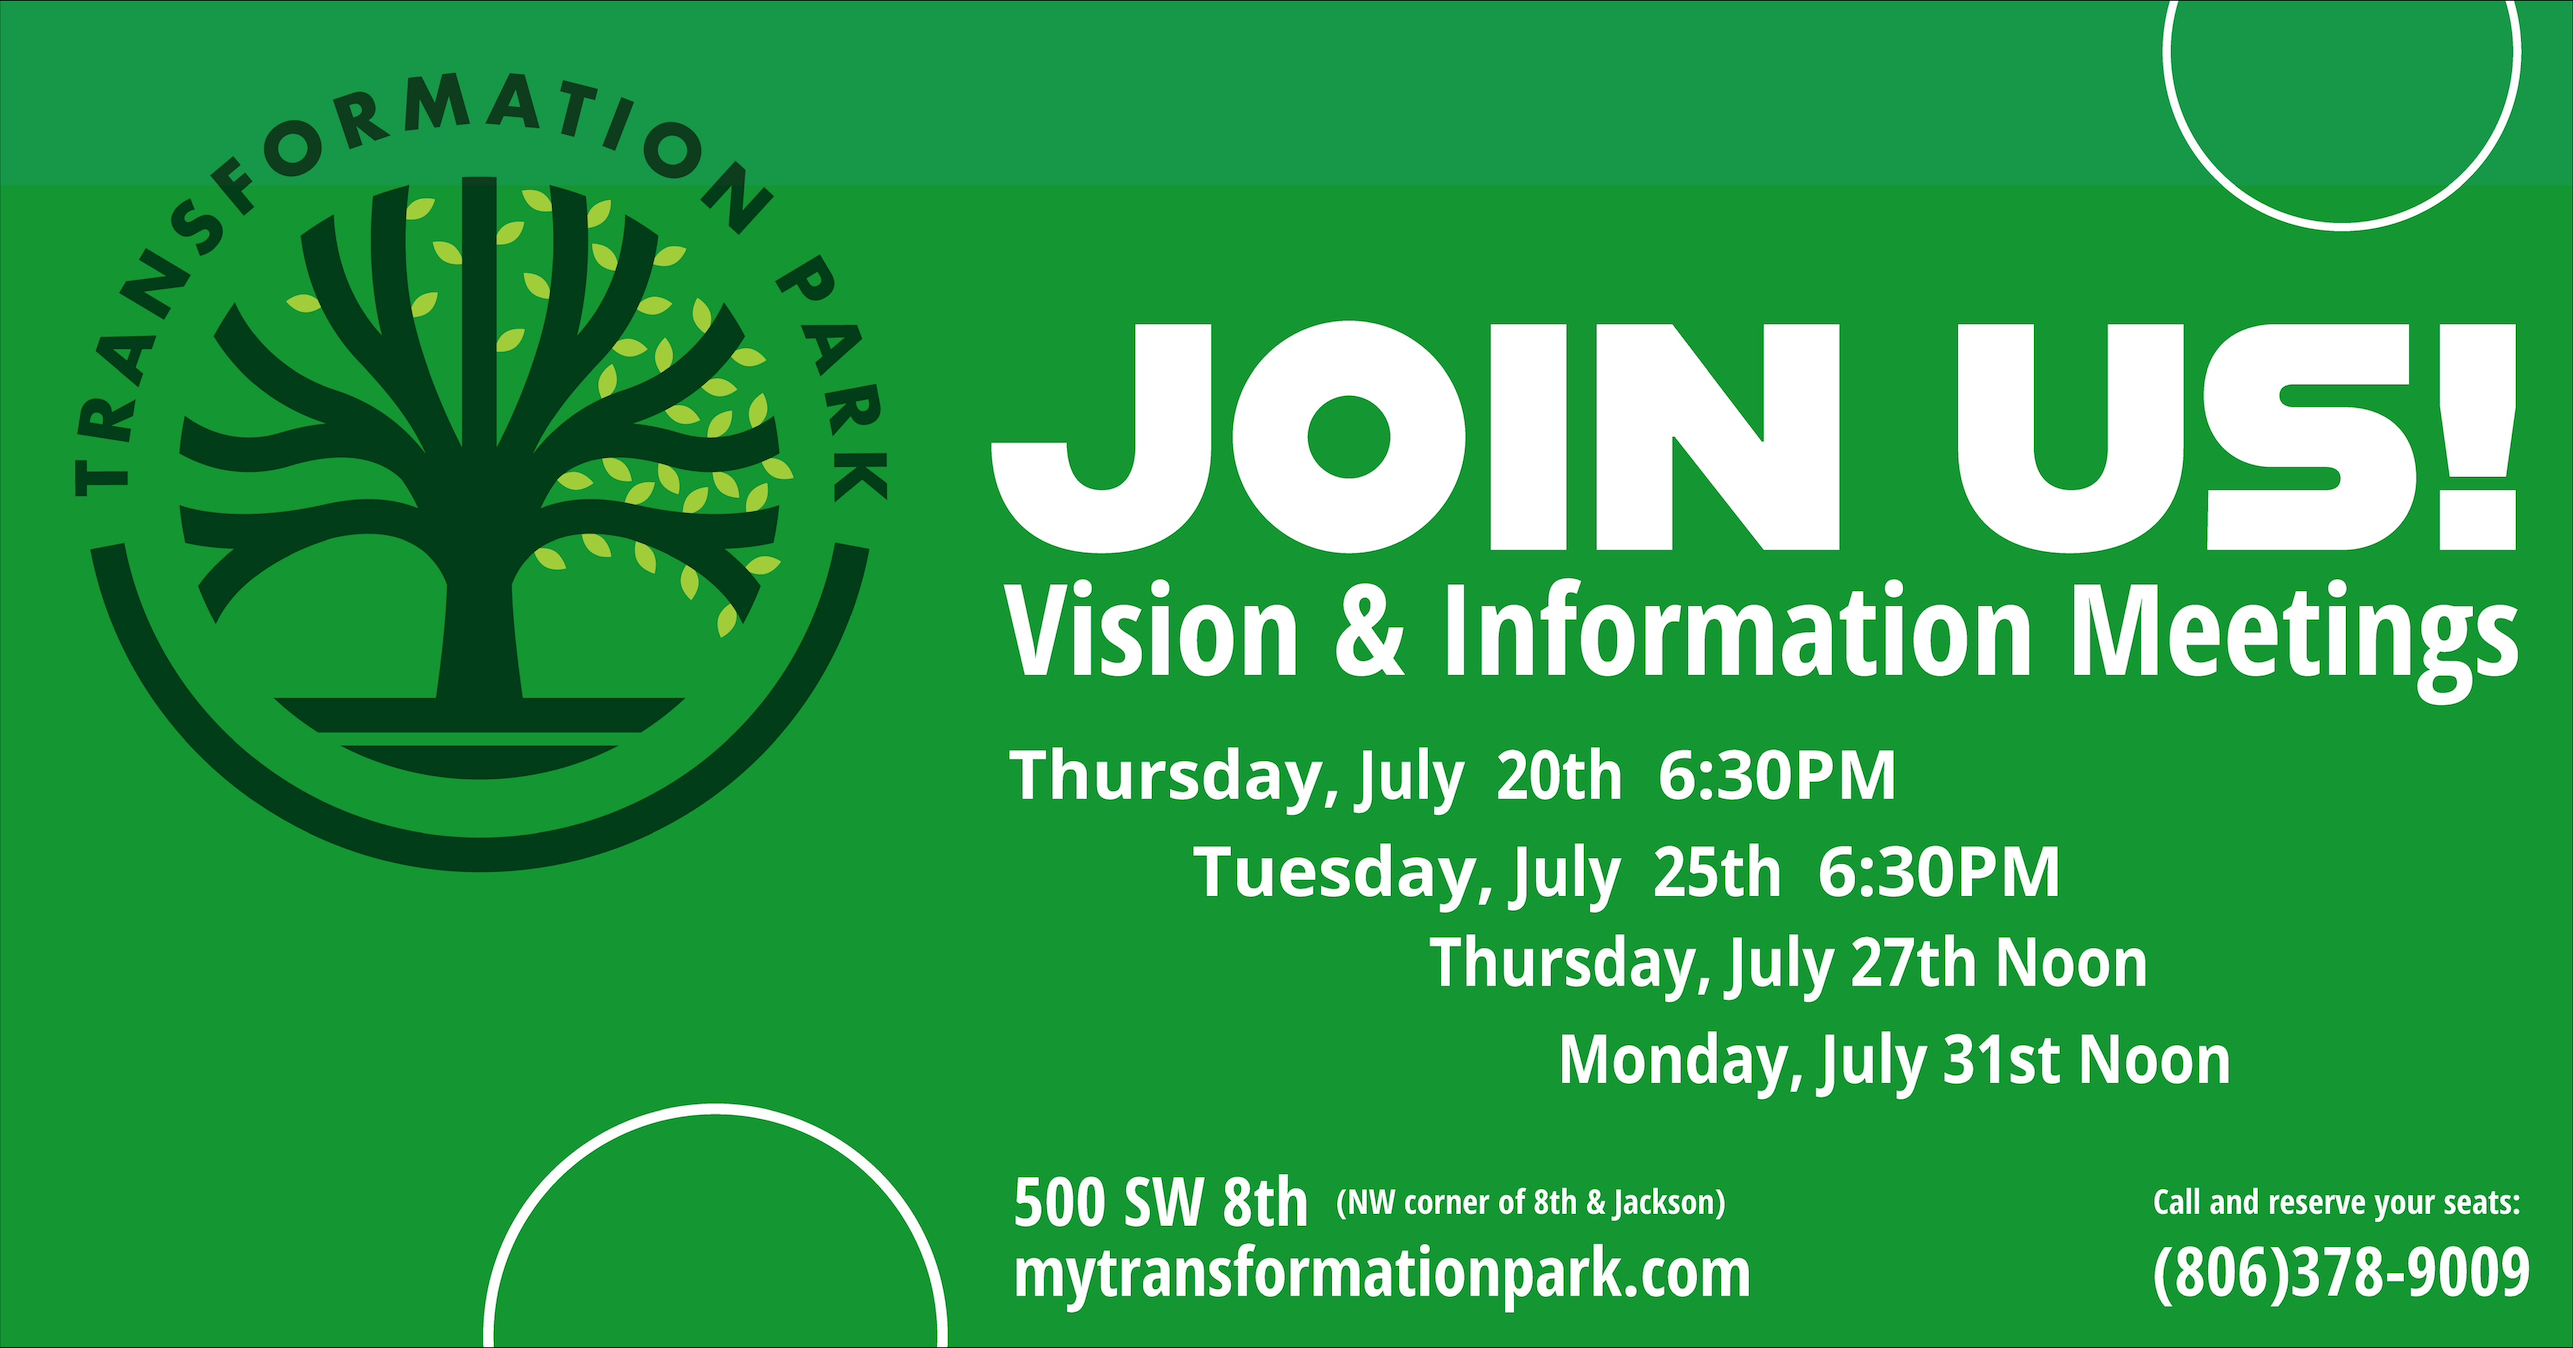 TRANSFORMATION PARK
JOIN US!
Vision & Information Meetings
Thursday, July 20th 6:30PM
Tuesday, July 25th 6:30PM
Thursday, July 27th Noon
Monday, July 31st Noon
500 SW 8th (NW corner of 8th & Jackson)
mytransformationpark.com
Call and reserve your seats:
(806)378-9009